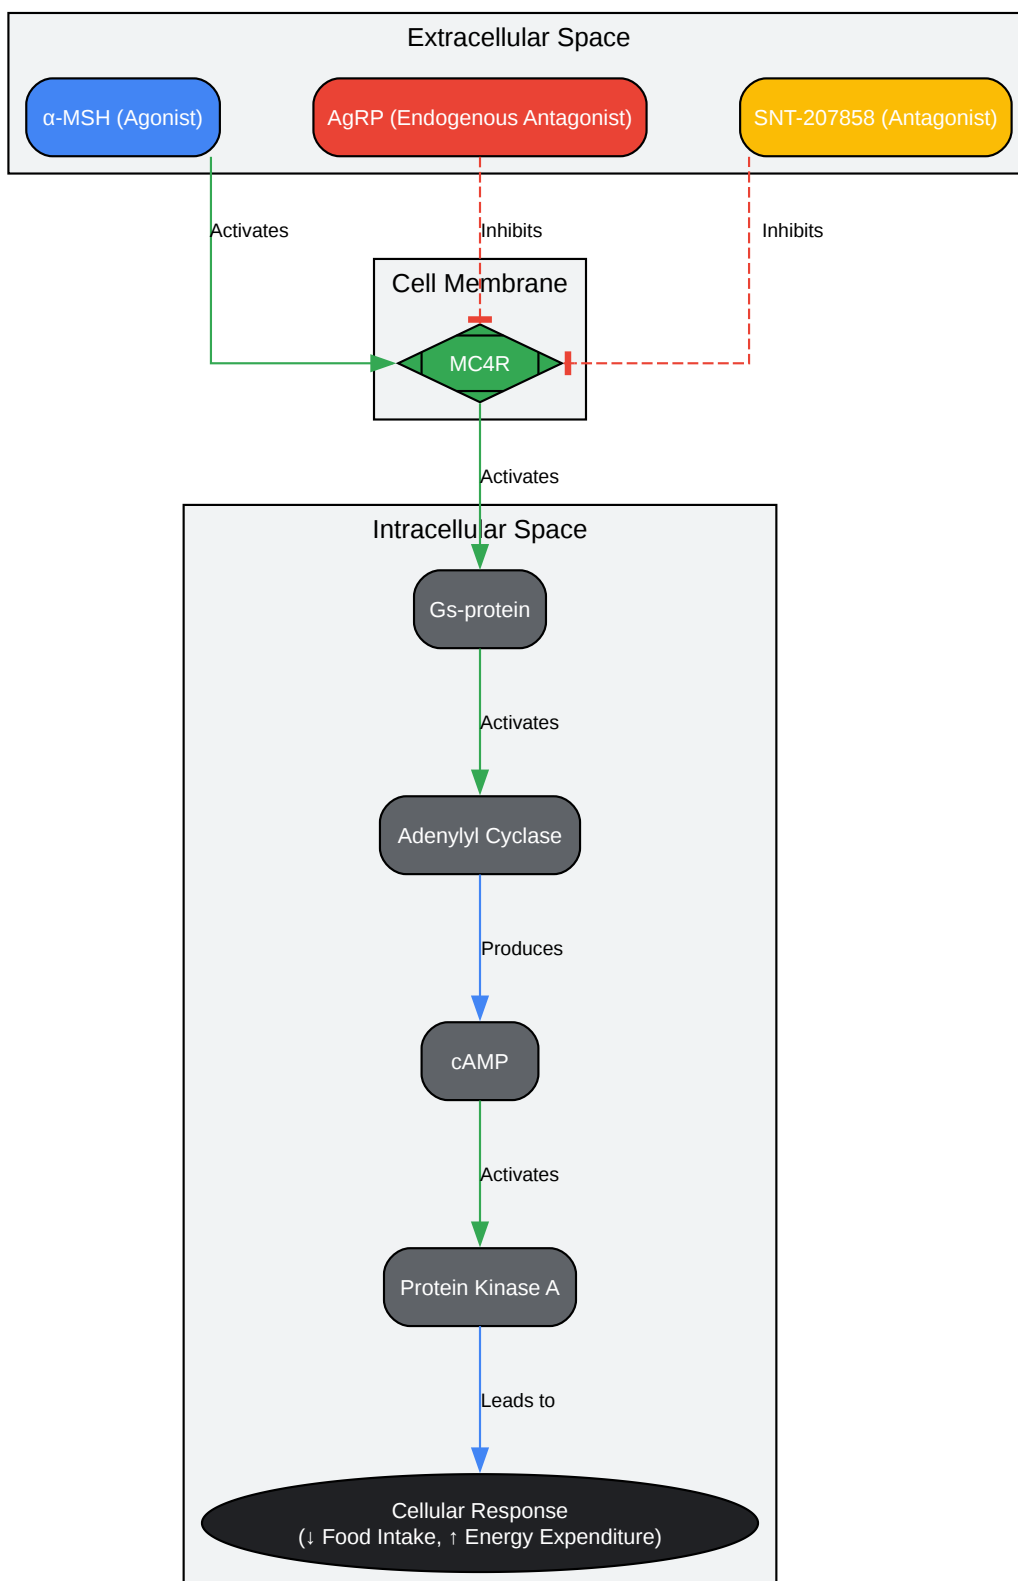 Extracellular Space
α-MSH (Agonist)
AgRP (Endogenous Antagonist)
SNT-207858 (Antagonist)
Activates
Inhibits
Inhibits
Cell Membrane
MC4R
Activates
Intracellular Space
Gs-protein
Activates
Adenylyl Cyclase
Produces
cAMP
Activates
Protein Kinase A
Leads to
Cellular Response
(↓ Food Intake, ↑ Energy Expenditure)